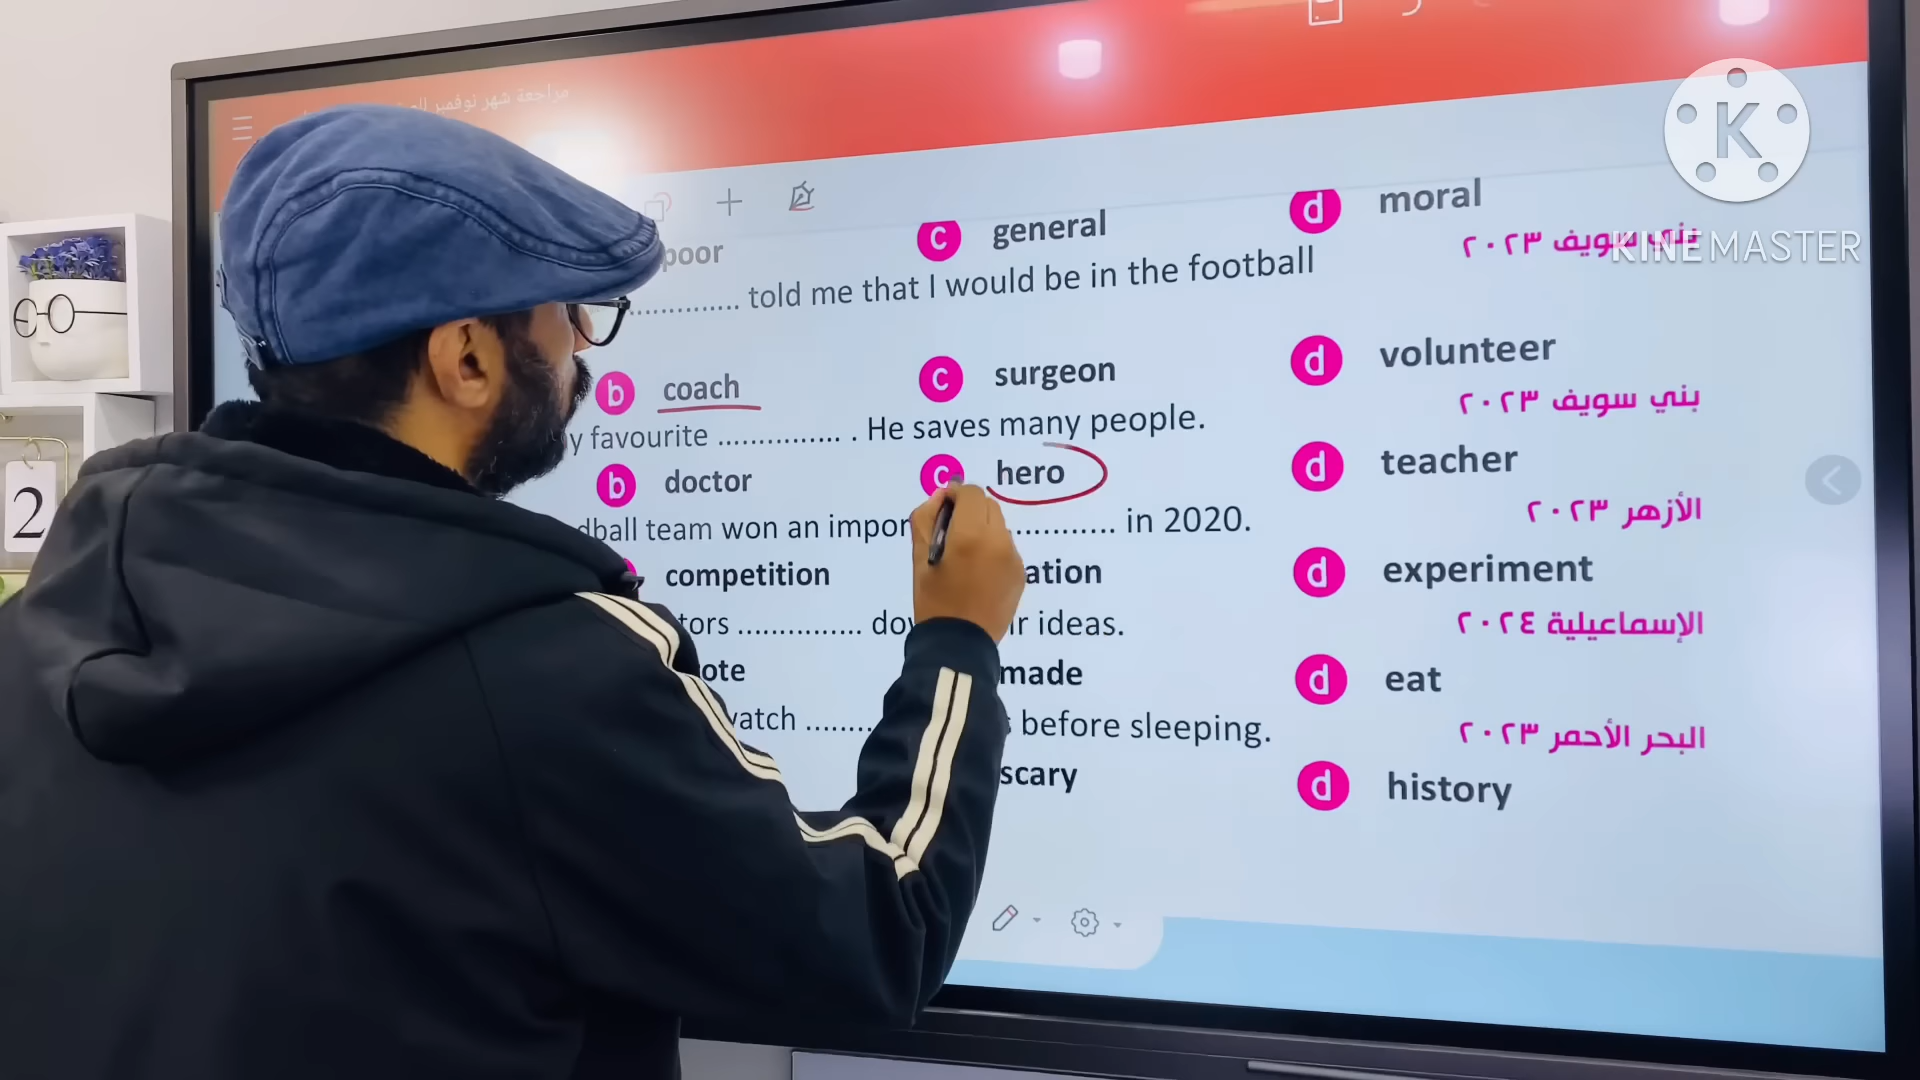 مراجعة شهر نوفمبر
K
KINEMASTER
d moral
c general
poor
بني سويف ٢٠٢٣
............... told me that I would be in the football
d volunteer
c surgeon
b coach
بني سويف ٢٠٢٣
y favourite ............... . He saves many people.
d teacher
c hero
b doctor
الأزهر ٢٠٢٣
dball team won an impor ............ in 2020.
d experiment
competition
ation
الإسماعيلية ٢٠٢٤
tors ............... do r ideas.
ote
made
d eat
البحر الأحمر ٢٠٢٣
watch ........ before sleeping.
scary
d history
2